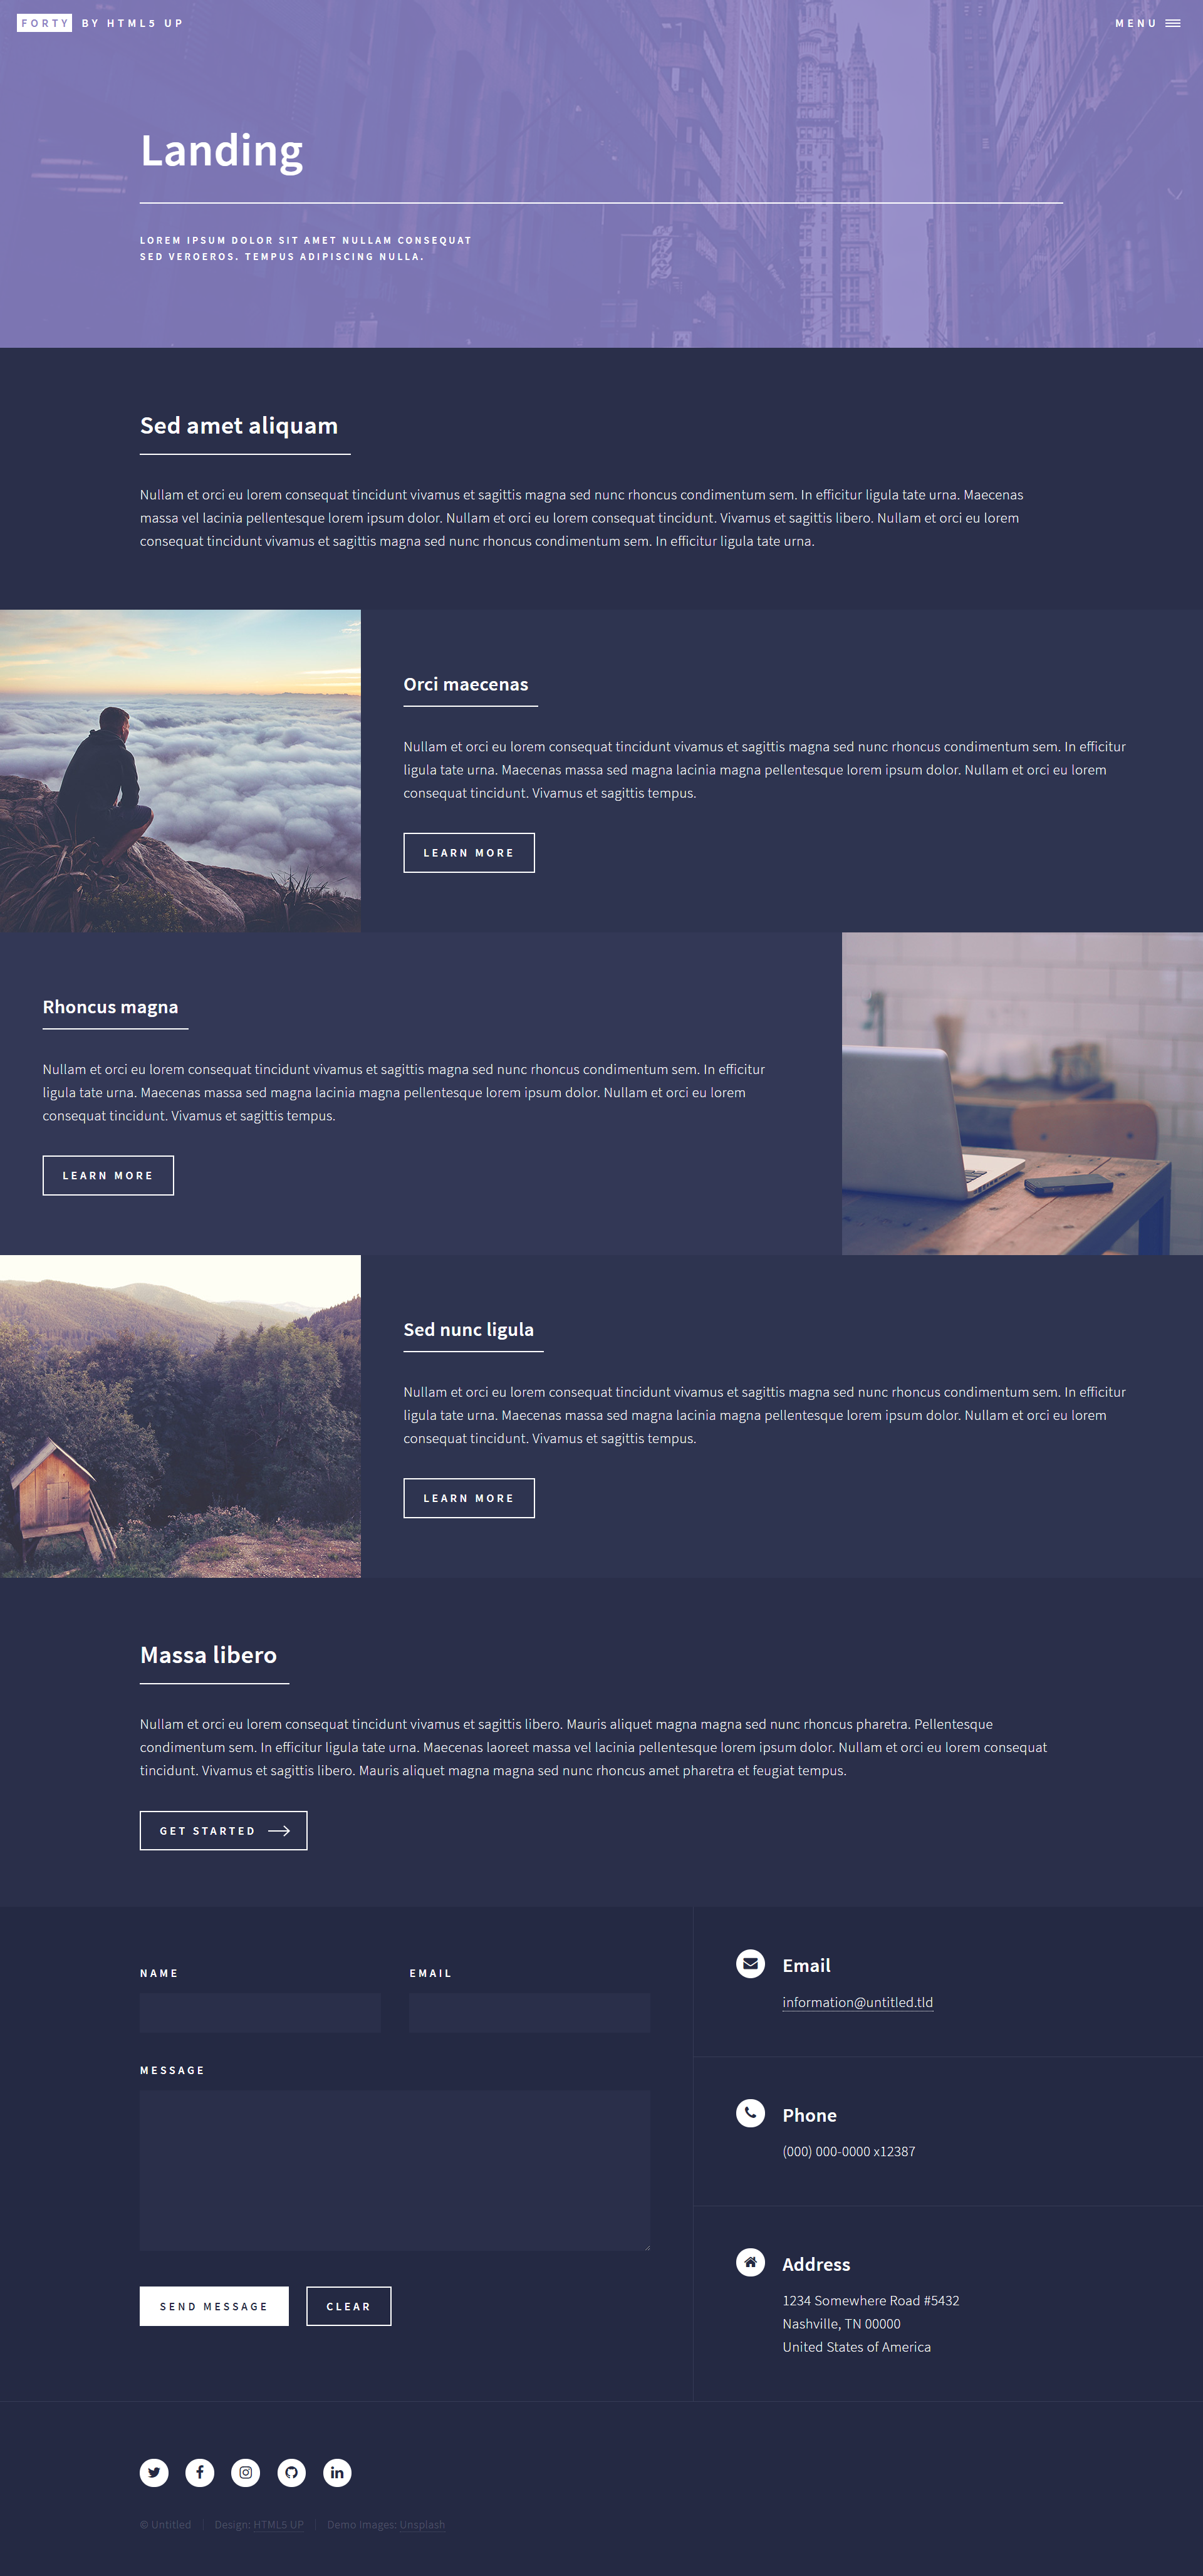 FORTY BY HTML5 UP
MENU
Landing
LOREM IPSUM DOLOR SIT AMET NULLAM CONSEQUAT
SED VEROEROS. TEMPUS ADIPISCING NULLA.
Sed amet aliquam
Nullam et orci eu lorem consequat tincidunt vivamus et sagittis magna sed nunc rhoncus condimentum sem. In efficitur ligula tate urna. Maecenas
massa vel lacinia pellentesque lorem ipsum dolor. Nullam et orci eu lorem consequat tincidunt. Vivamus et sagittis libero. Nullam et orci eu lorem
consequat tincidunt vivamus et sagittis magna sed nunc rhoncus condimentum sem. In efficitur ligula tate urna.
Orci maecenas
Nullam et orci eu lorem consequat tincidunt vivamus et sagittis magna sed nunc rhoncus condimentum sem. In efficitur
ligula tate urna. Maecenas massa sed magna lacinia magna pellentesque lorem ipsum dolor. Nullam et orci eu lorem
consequat tincidunt. Vivamus et sagittis tempus.
LEARN MORE
Rhoncus magna
Nullam et orci eu lorem consequat tincidunt vivamus et sagittis magna sed nunc rhoncus condimentum sem. In efficitur
ligula tate urna. Maecenas massa sed magna lacinia magna pellentesque lorem ipsum dolor. Nullam et orci eu lorem
consequat tincidunt. Vivamus et sagittis tempus.
LEARN MORE
Sed nunc ligula
Nullam et orci eu lorem consequat tincidunt vivamus et sagittis magna sed nunc rhoncus condimentum sem. In efficitur
ligula tate urna. Maecenas massa sed magna lacinia magna pellentesque lorem ipsum dolor. Nullam et orci eu lorem
consequat tincidunt. Vivamus et sagittis tempus.
LEARN MORE
Massa libero
Nullam et orci eu lorem consequat tincidunt vivamus et sagittis libero. Mauris aliquet magna magna sed nunc rhoncus pharetra. Pellentesque
condimentum sem. In efficitur ligula tate urna. Maecenas laoreet massa vel lacinia pellentesque lorem ipsum dolor. Nullam et orci eu lorem consequat
tincidunt. Vivamus et sagittis libero. Mauris aliquet magna magna sed nunc rhoncus amet pharetra et feugiat tempus.
GET STARTED
NAME
EMAIL
MESSAGE
SEND MESSAGE
CLEAR
Email
information@untitled.tld
Phone
(000) 000-0000 x12387
Address
1234 Somewhere Road #5432
Nashville, TN 00000
United States of America
© Untitled | Design: HTML5 UP | Demo Images: Unsplash